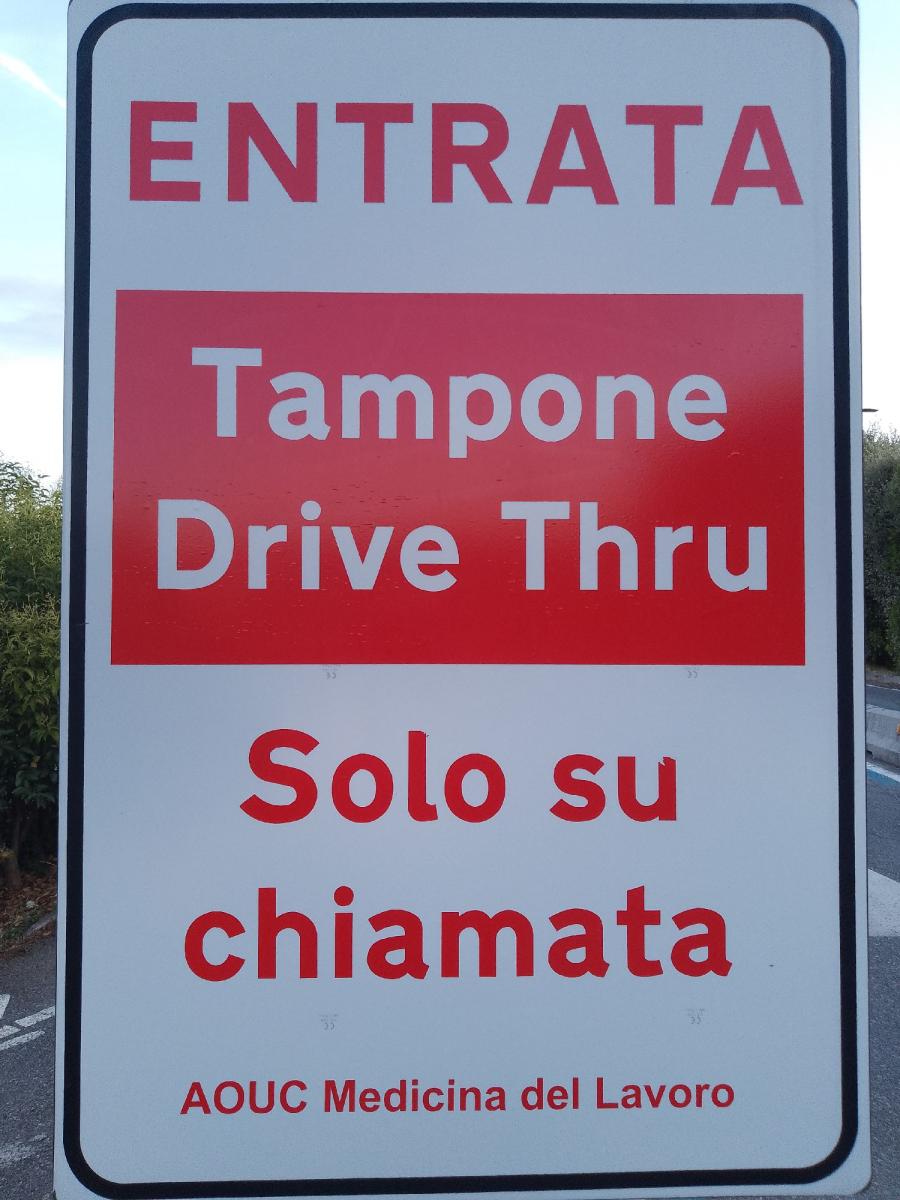 ENTRATA
Tampone
Drive Thru
Solo su
chiamata
AOUC Medicina del Lavoro